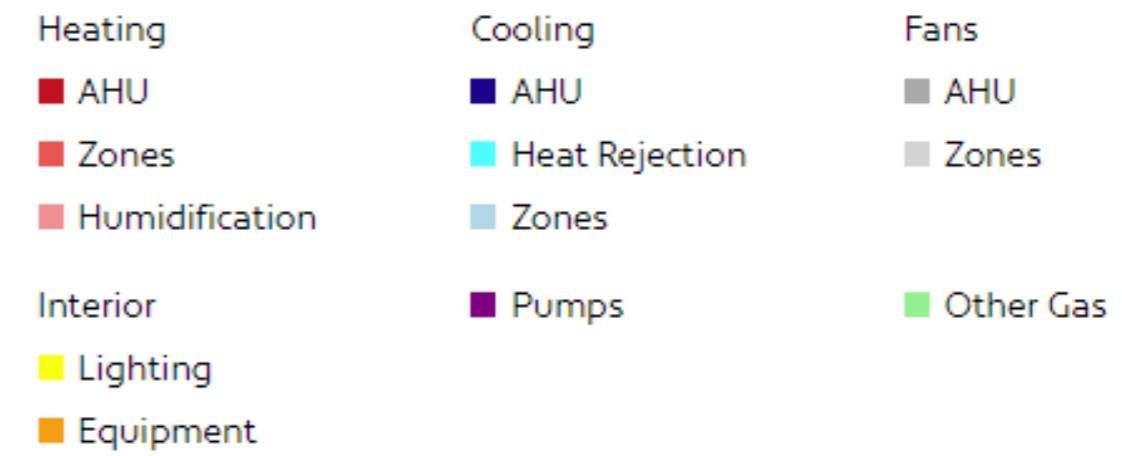 Heating
AHU
Zones
Humidification
Cooling
AHU
Heat Rejection
Zones
Fans
AHU
Zones
Interior
Lighting
Equipment
Pumps
Other Gas